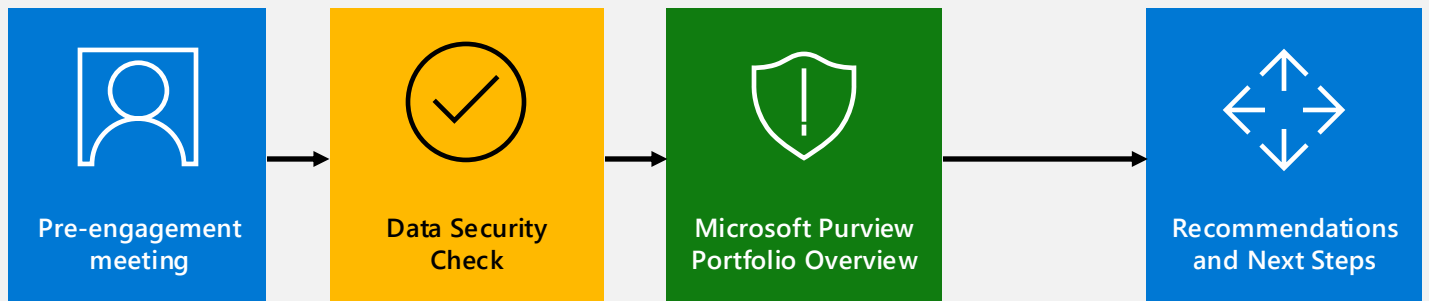 Pre-engagement
meeting
Data Security
Check
Microsoft Purview
Portfolio Overview
Recommendations
and Next Steps